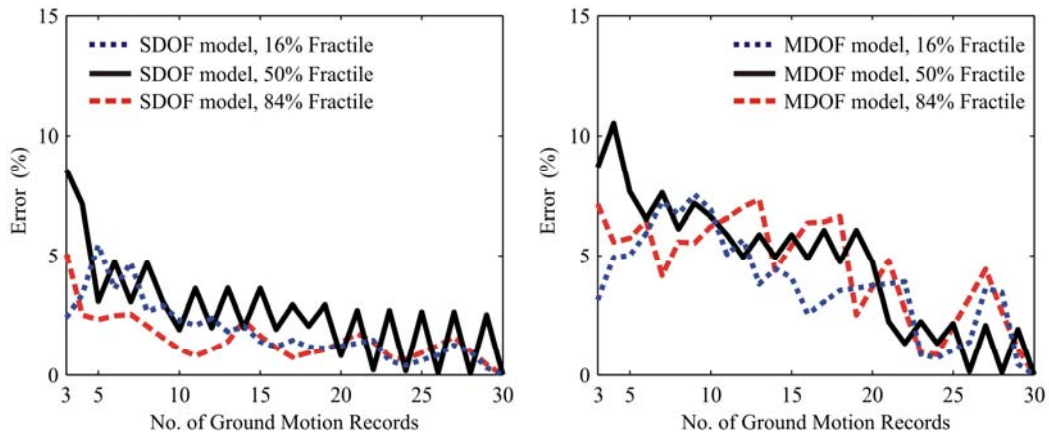 15
10
5
0
Error (%)
SDOF model, 16% Fractile
SDOF model, 50% Fractile
SDOF model, 84% Fractile
3 5 10 15 20 25 30
No. of Ground Motion Records
15
10
5
0
Error (%)
MDOF model, 16% Fractile
MDOF model, 50% Fractile
MDOF model, 84% Fractile
3 5 10 15 20 25 30
No. of Ground Motion Records